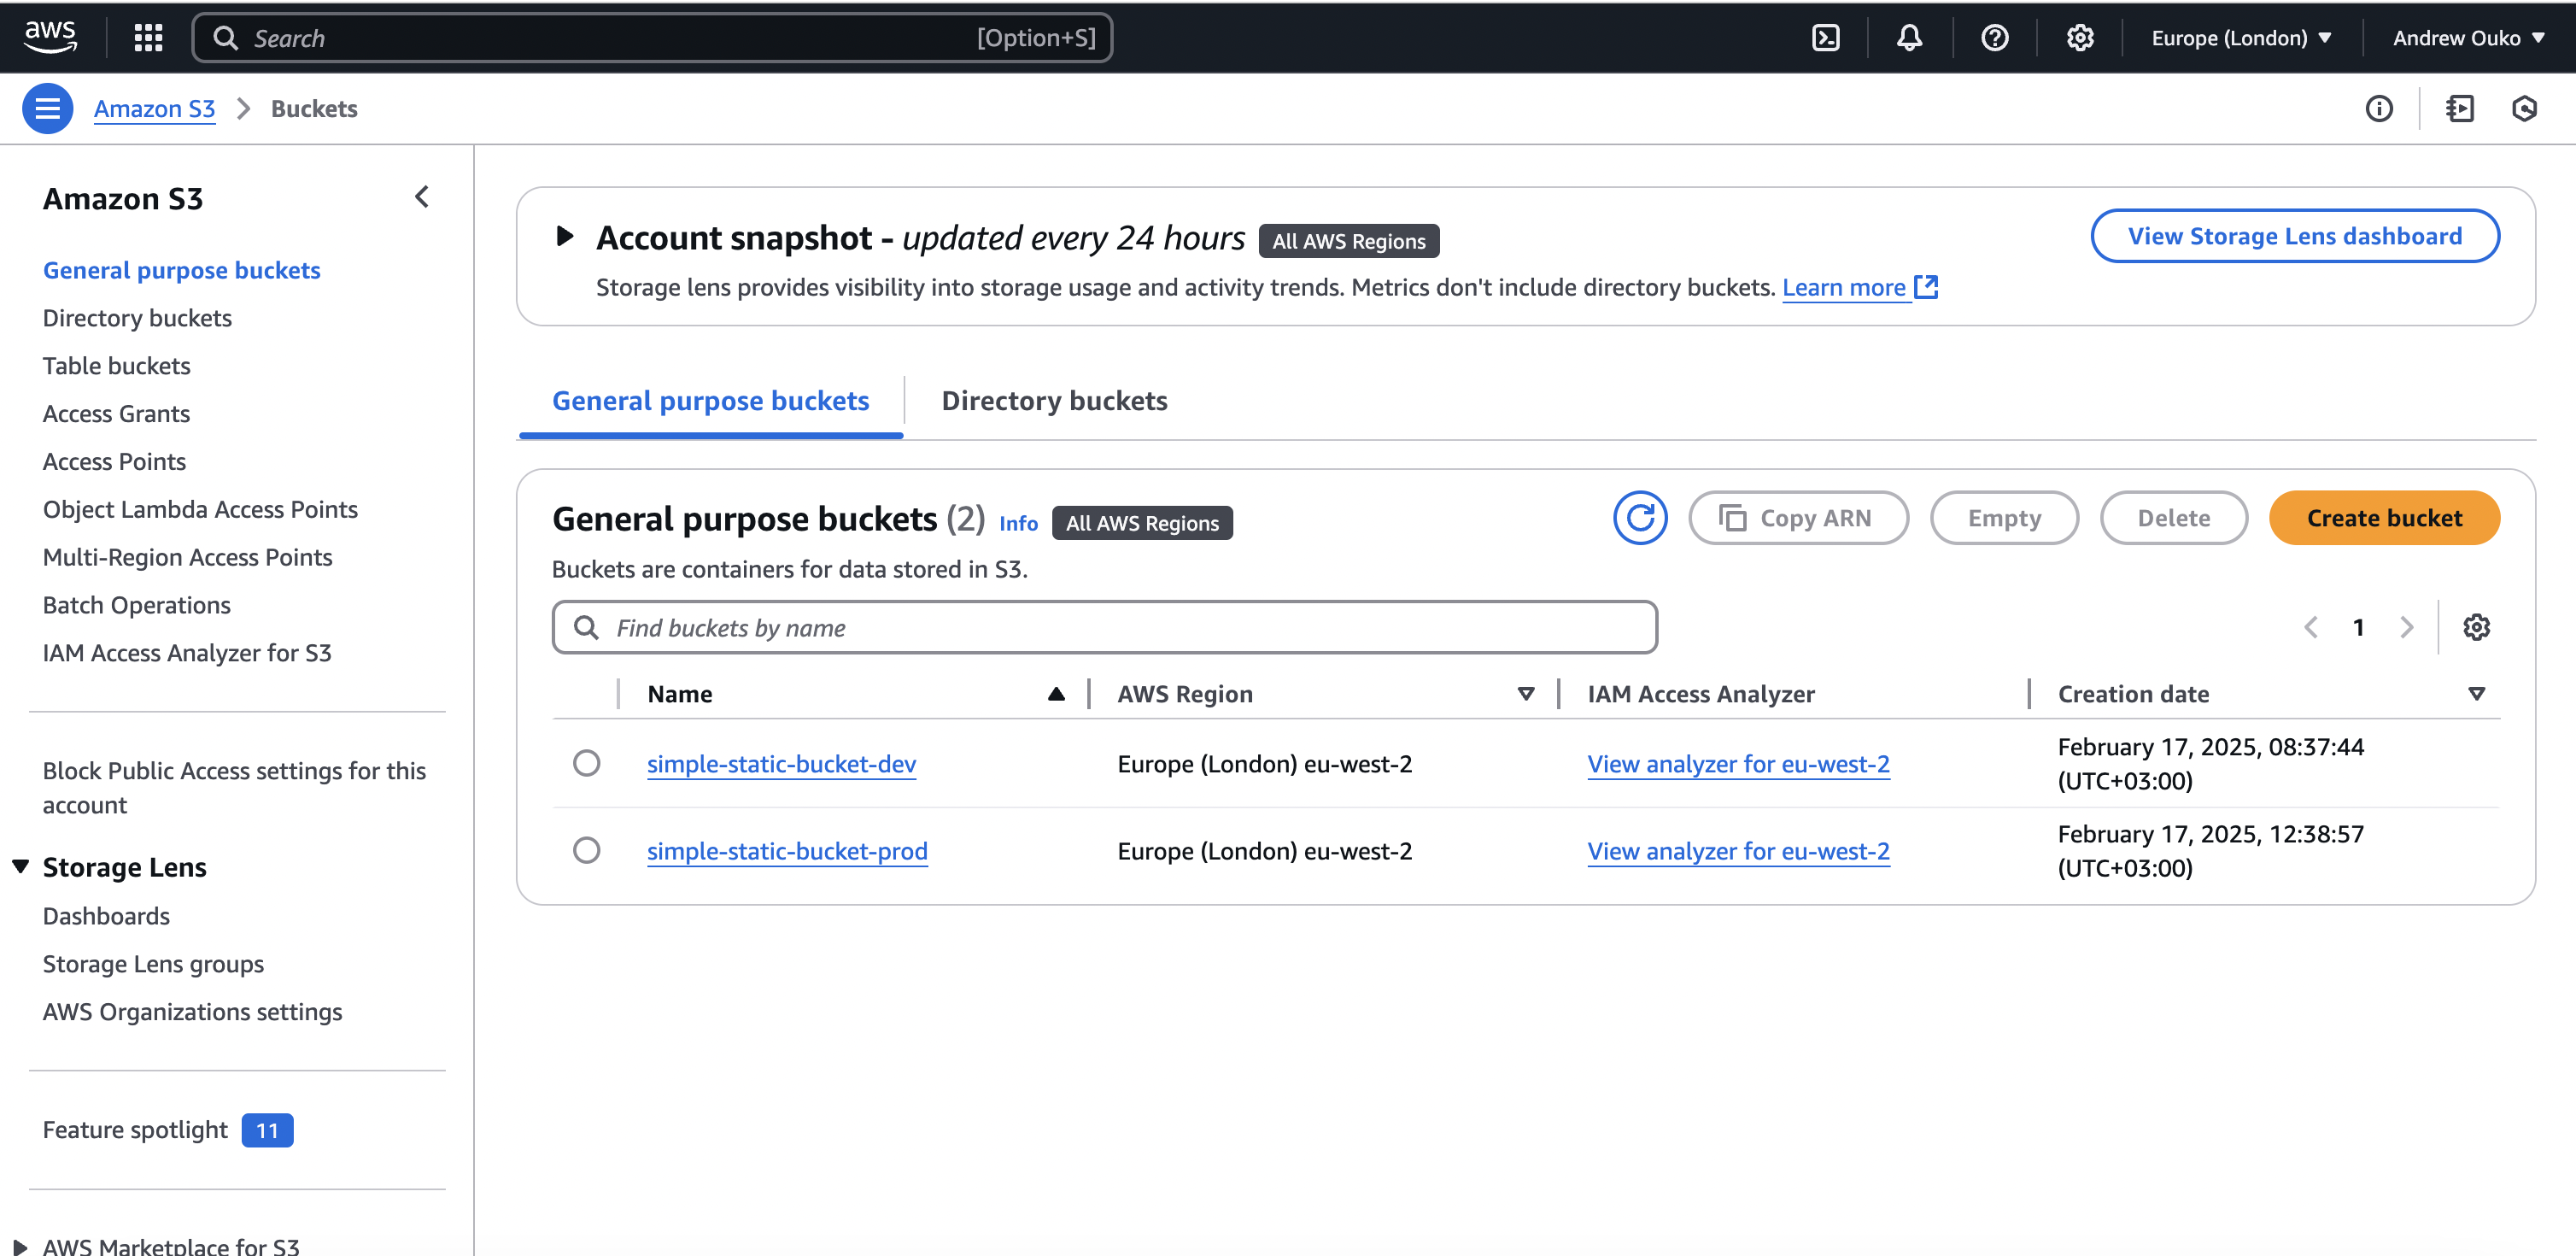 aws
Search [Option+S]
Europe (London)
Andrew Ouko
Amazon S3
Buckets
Amazon S3
General purpose buckets
Directory buckets
Table buckets
Access Grants
Access Points
Object Lambda Access Points
Multi-Region Access Points
Batch Operations
IAM Access Analyzer for S3
Block Public Access settings for this
account
Storage Lens
Dashboards
Storage Lens groups
AWS Organizations settings
Feature spotlight 11
AWS Marketplace for S3
Account snapshot - updated every 24 hours All AWS Regions
View Storage Lens dashboard
Storage lens provides visibility into storage usage and activity trends. Metrics don't include directory buckets. Learn more
General purpose buckets
Directory buckets
General purpose buckets (2) Info All AWS Regions
Copy ARN
Empty
Delete
Create bucket
Buckets are containers for data stored in S3.
Find buckets by name
1
Name AWS Region IAM Access Analyzer Creation date
simple-static-bucket-dev Europe (London) eu-west-2 View analyzer for eu-west-2 February 17, 2025, 08:37:44
(UTC+03:00)
simple-static-bucket-prod Europe (London) eu-west-2 View analyzer for eu-west-2 February 17, 2025, 12:38:57
(UTC+03:00)